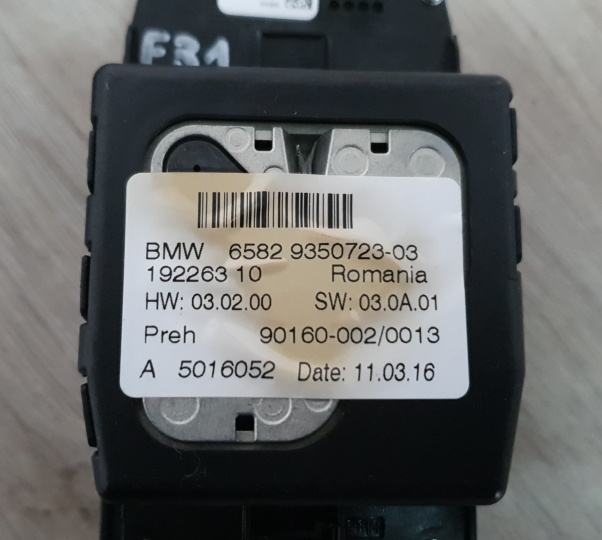 F31
BMW 6582 9350723-03
192263 10 Romania
HW: 03.02.00 SW: 03.0A.01
Preh 90160-002/0013
A 5016052 Date: 11.03.16